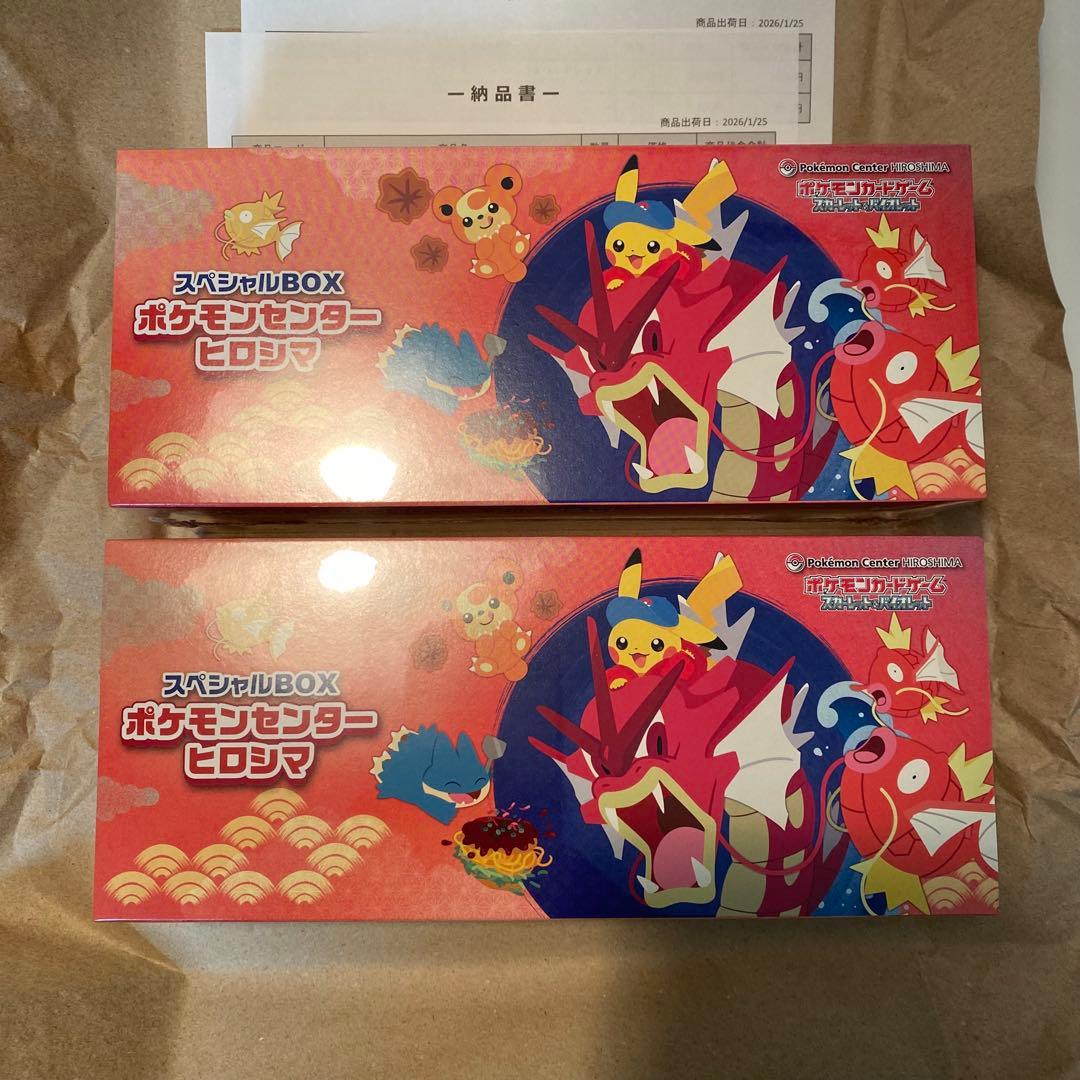 商品出荷日：2026/1/25
ー納品書ー
商品出荷日：2026/1/25
Pokémon Center HIROSHIMA
ポケモンカードゲーム
スカーレット&バイオレット
スペシャルBOX
ポケモンセンター
ヒロシマ
Pokémon Center HIROSHIMA
ポケモンカードゲーム
スカーレット&バイオレット
スペシャルBOX
ポケモンセンター
ヒロシマ